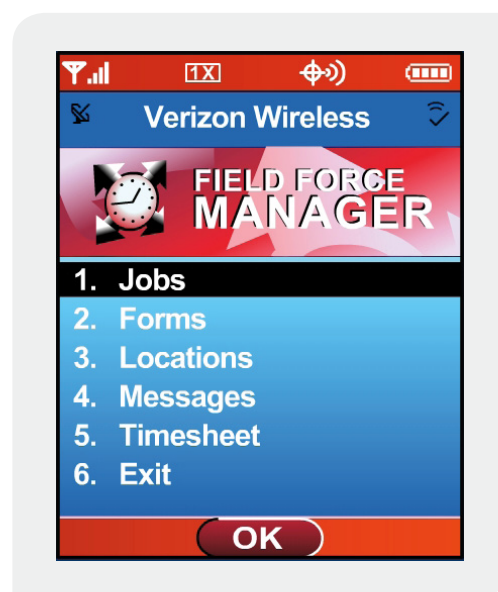 1X
Verizon Wireless
FIELD FORCE
MANAGER
1. Jobs
2. Forms
3. Locations
4. Messages
5. Timesheet
6. Exit
OK